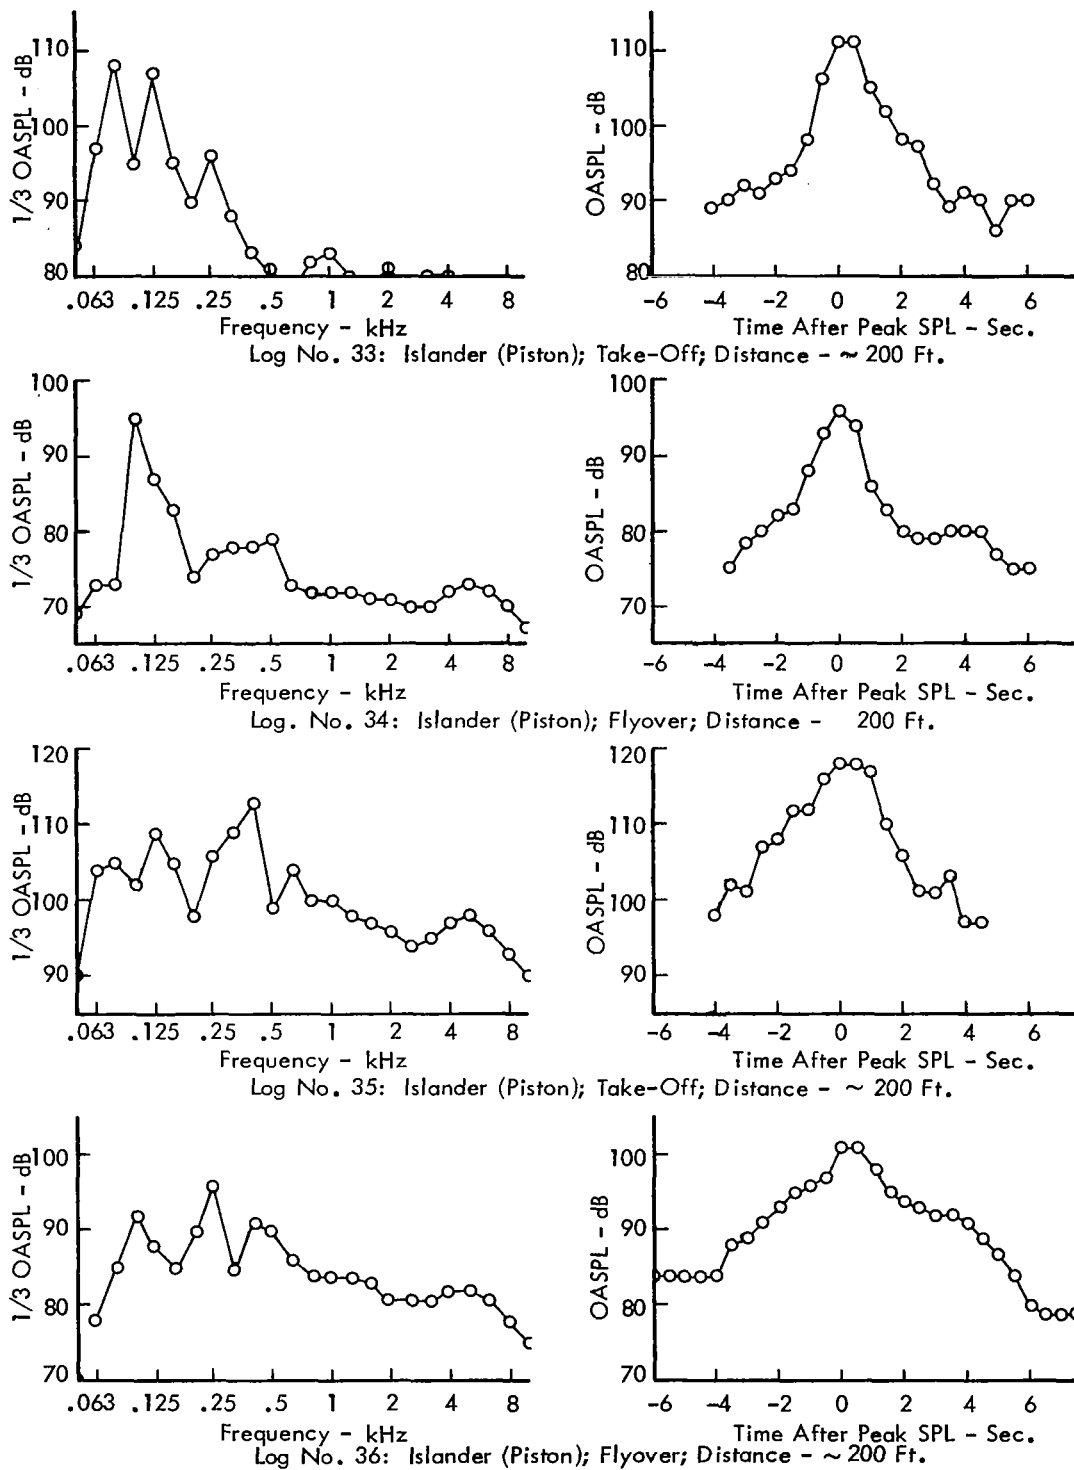 1/3 OASPL - dB
110
100
90
80
.063 .125 .25 .5 1 2 4 8
Frequency - kHz
OASPL - dB
110
100
90
80
-6 -4 -2 0 2 4 6
Time After Peak SPL - Sec.
Log No. 33: Islander (Piston); Take-Off; Distance - ~ 200 Ft.
1/3 OASPL - dB
100
90
80
70
.063 .125 .25 .5 1 2 4 8
Frequency - kHz
OASPL - dB
100
90
80
70
-6 -4 -2 0 2 4 6
Time After Peak SPL - Sec.
Log. No. 34: Islander (Piston); Flyover; Distance - 200 Ft.
1/3 OASPL - dB
120
110
100
90
.063 .125 .25 .5 1 2 4 8
Frequency - kHz
OASPL - dB
120
110
100
90
-6 -4 -2 0 2 4 6
Time After Peak SPL - Sec.
Log No. 35: Islander (Piston); Take-Off; Distance - ~ 200 Ft.
1/3 OASPL - dB
100
90
80
70
.063 .125 .25 .5 1 2 4 8
Frequency - kHz
OASPL - dB
100
90
80
70
-6 -4 -2 0 2 4 6
Time After Peak SPL - Sec.
Log No. 36: Islander (Piston); Flyover; Distance - ~ 200 Ft.